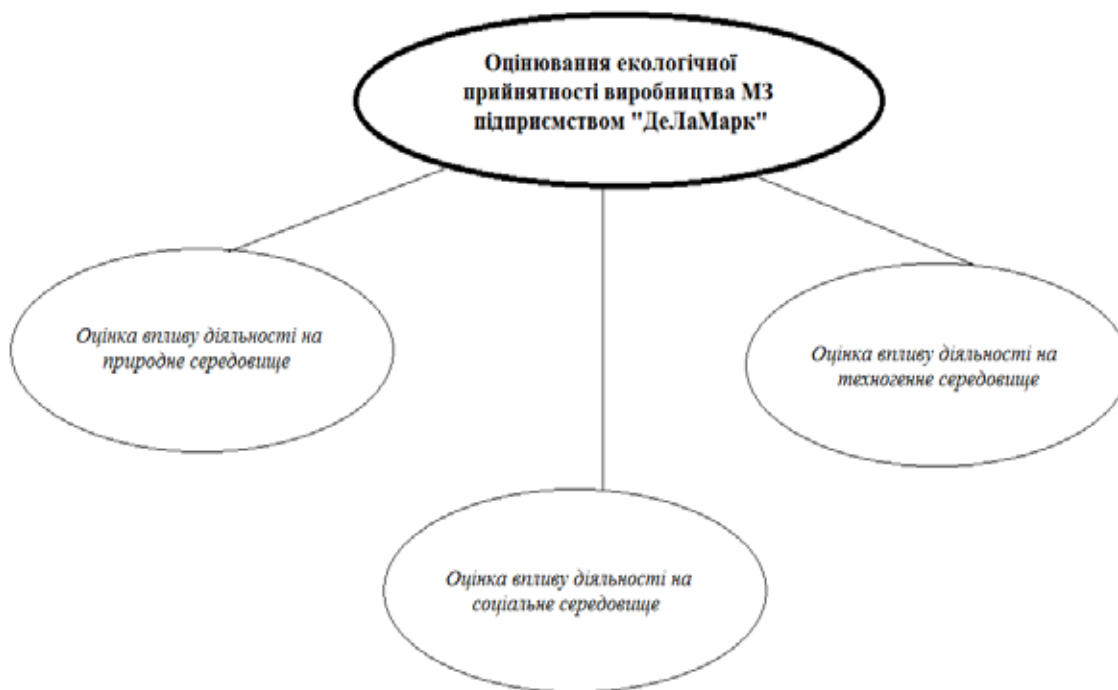 Оцінювання екологічної
прийнятності виробництва МЗ
підприємством "ДеЛаМарк"
Оцінка впливу діяльності на
природне середовище
Оцінка впливу діяльності на
техногенне середовище
Оцінка впливу діяльності на
соціальне середовище